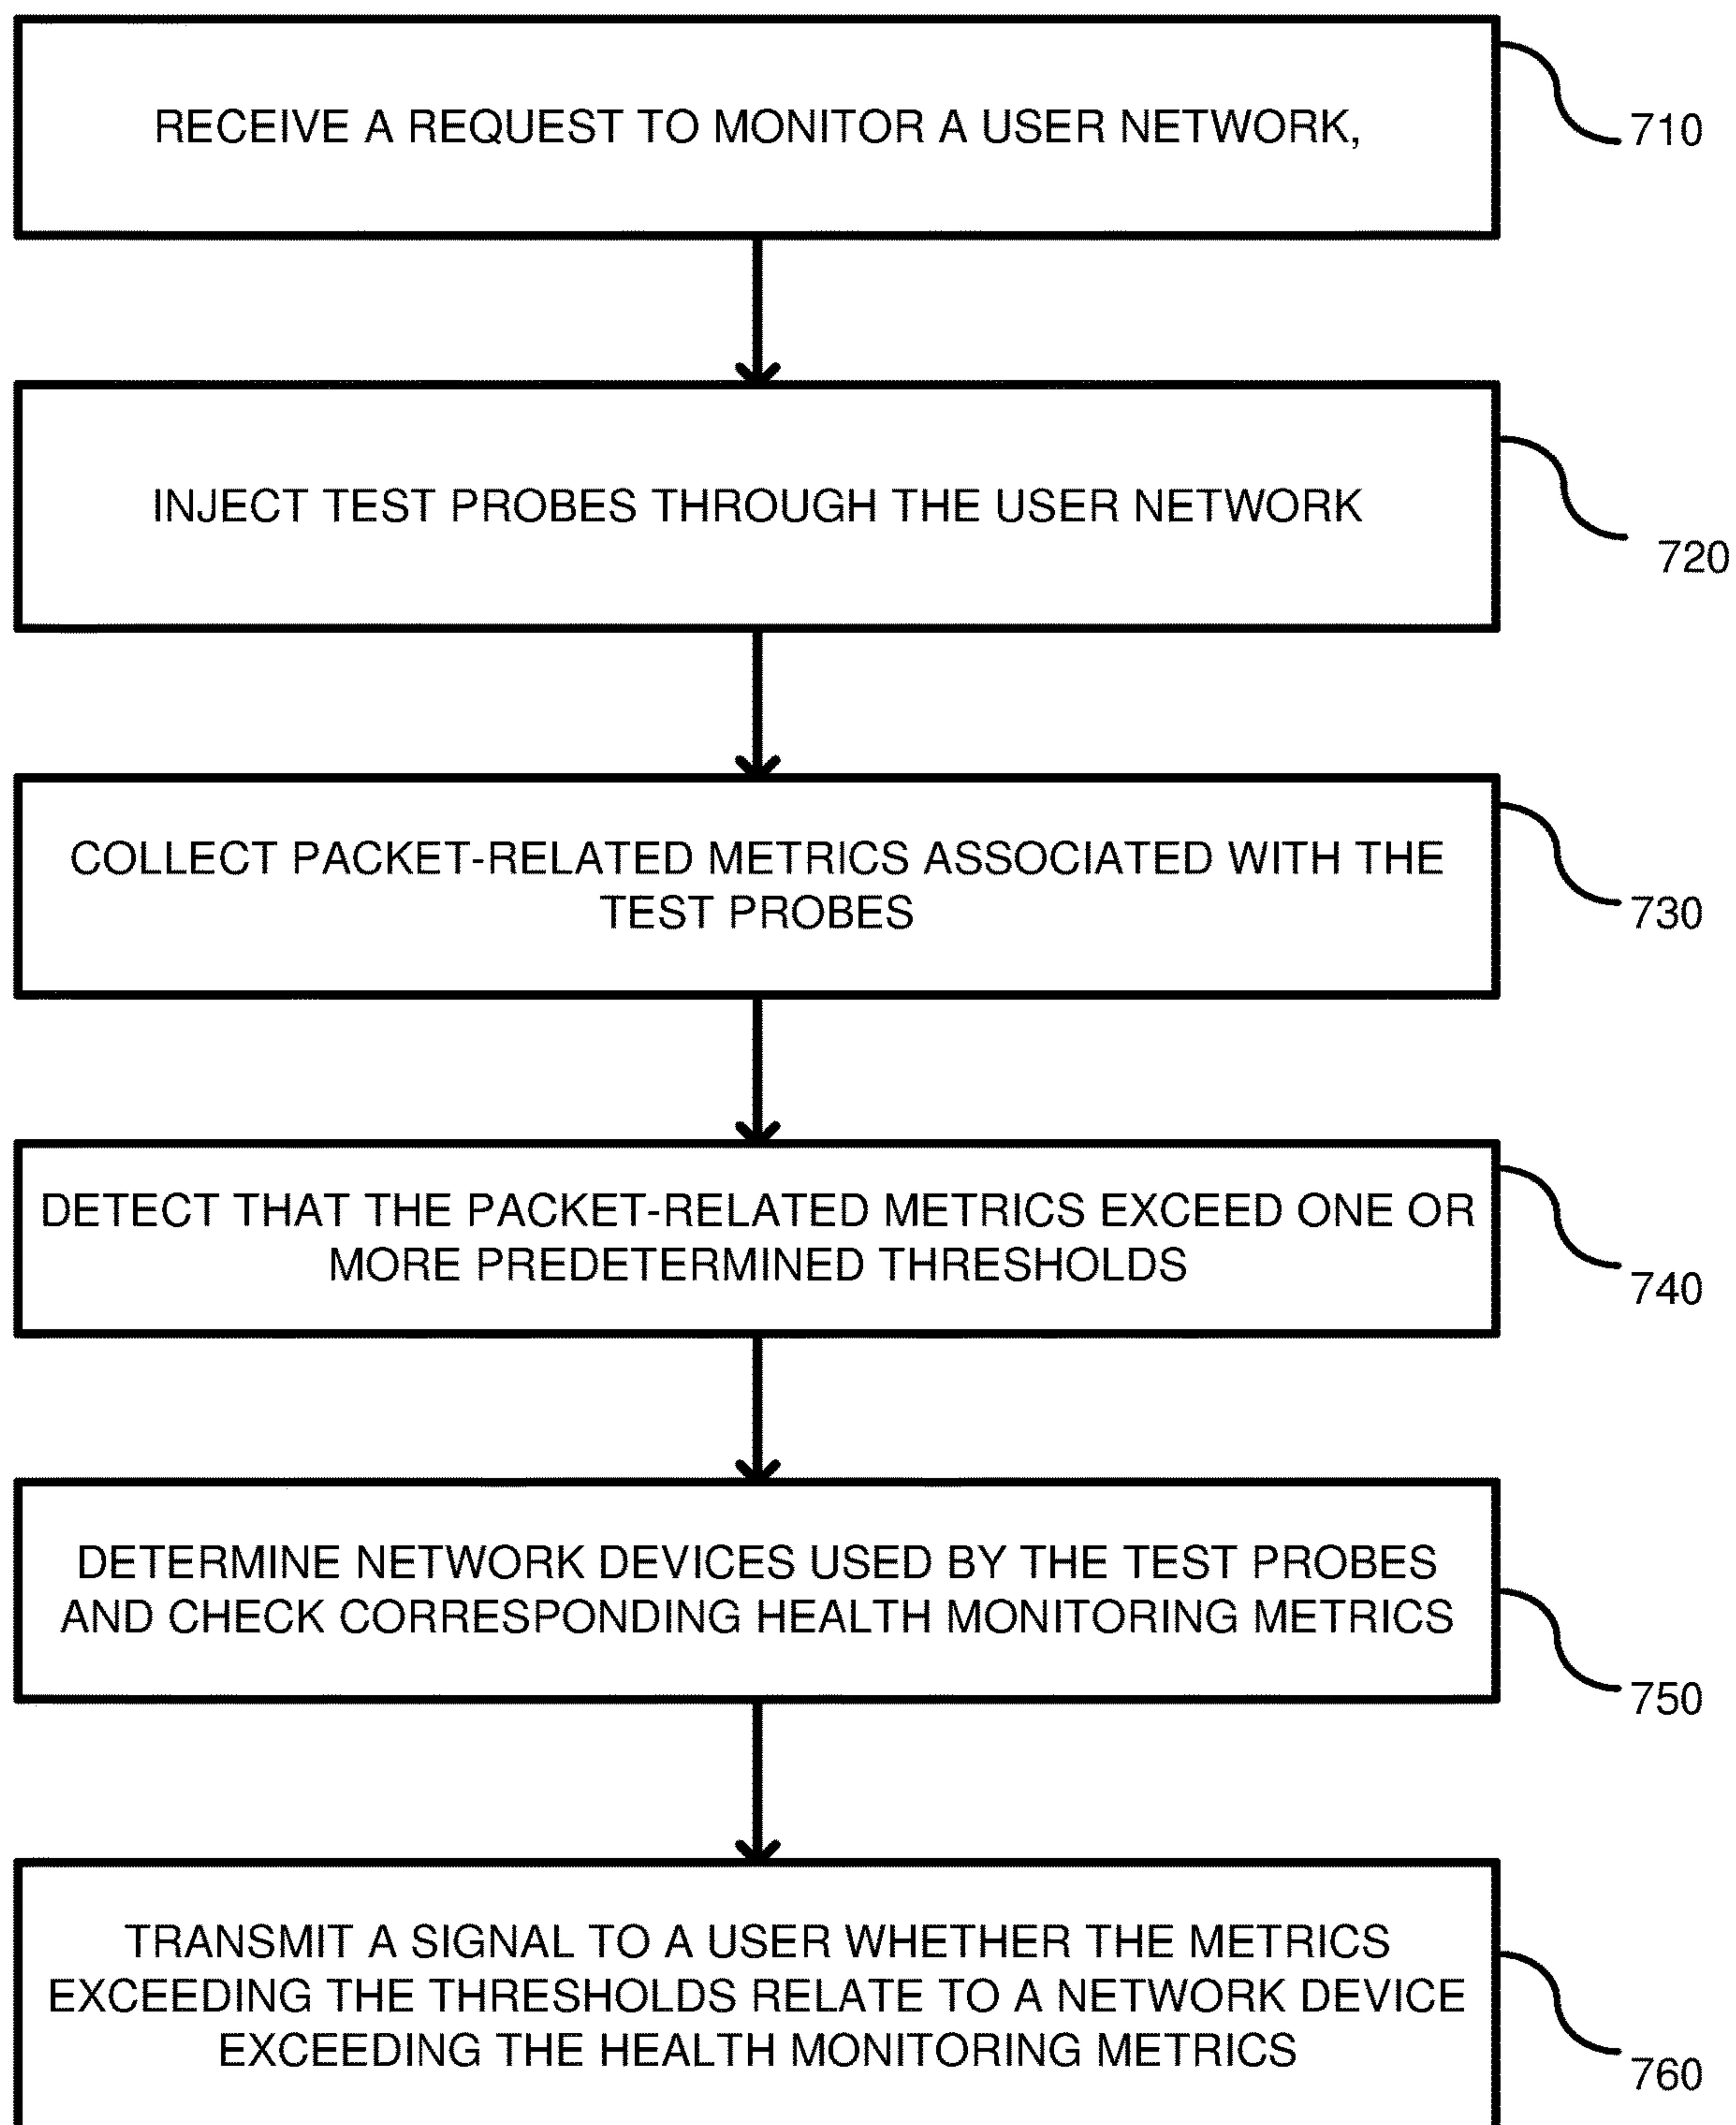 RECEIVE A REQUEST TO MONITOR A USER NETWORK,
710
INJECT TEST PROBES THROUGH THE USER NETWORK
720
COLLECT PACKET-RELATED METRICS ASSOCIATED WITH THE
TEST PROBES
730
DETECT THAT THE PACKET-RELATED METRICS EXCEED ONE OR
MORE PREDETERMINED THRESHOLDS
740
DETERMINE NETWORK DEVICES USED BY THE TEST PROBES
AND CHECK CORRESPONDING HEALTH MONITORING METRICS
750
TRANSMIT A SIGNAL TO A USER WHETHER THE METRICS
EXCEEDING THE THRESHOLDS RELATE TO A NETWORK DEVICE
EXCEEDING THE HEALTH MONITORING METRICS
760